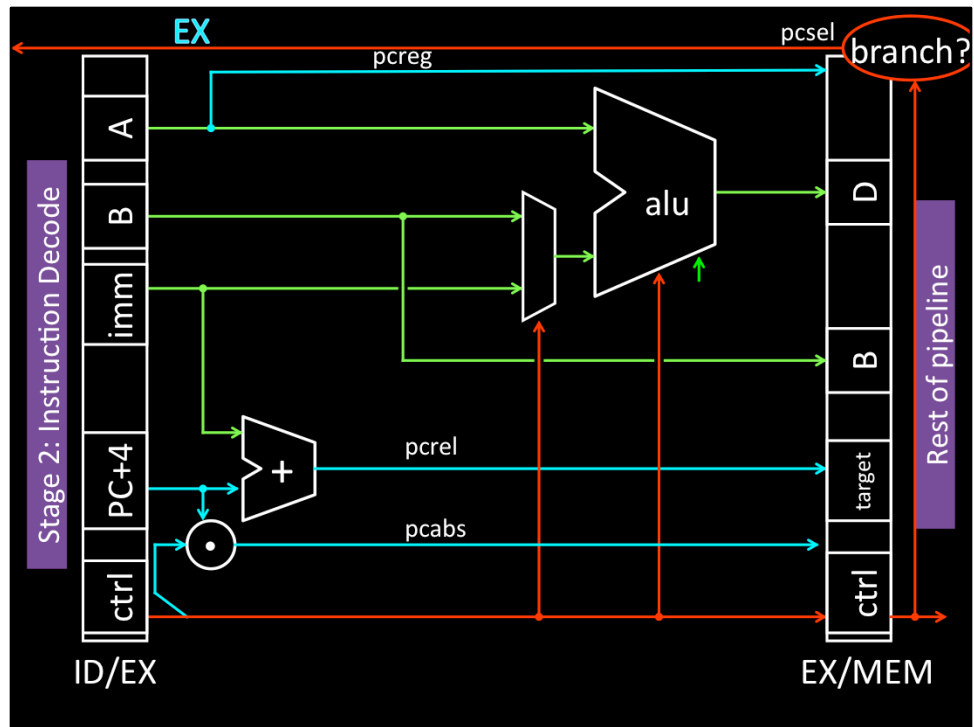 EX
pcsel
branch?
pcreg
A
B
imm
PC+4
ctrl
Stage 2: Instruction Decode
alu
+
pcrel
pcabs
D
B
target
ctrl
Rest of pipeline
ID/EX
EX/MEM